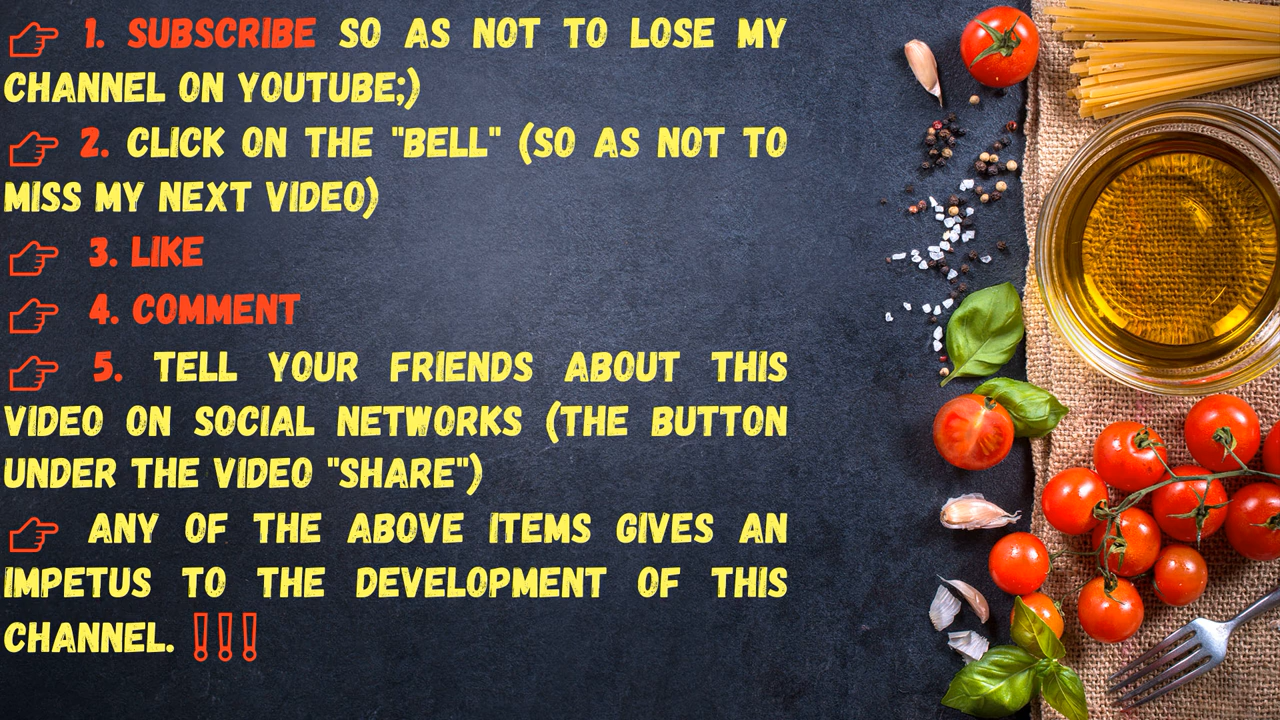 👉 1. SUBSCRIBE SO AS NOT TO LOSE MY
CHANNEL ON YOUTUBE;)
👉 2. CLICK ON THE "BELL" (SO AS NOT TO
MISS MY NEXT VIDEO)
👉 3. LIKE
👉 4. COMMENT
👉 5. TELL YOUR FRIENDS ABOUT THIS
VIDEO ON SOCIAL NETWORKS (THE BUTTON
UNDER THE VIDEO "SHARE")
👉 ANY OF THE ABOVE ITEMS GIVES AN
IMPETUS TO THE DEVELOPMENT OF THIS
CHANNEL. ❗❗❗